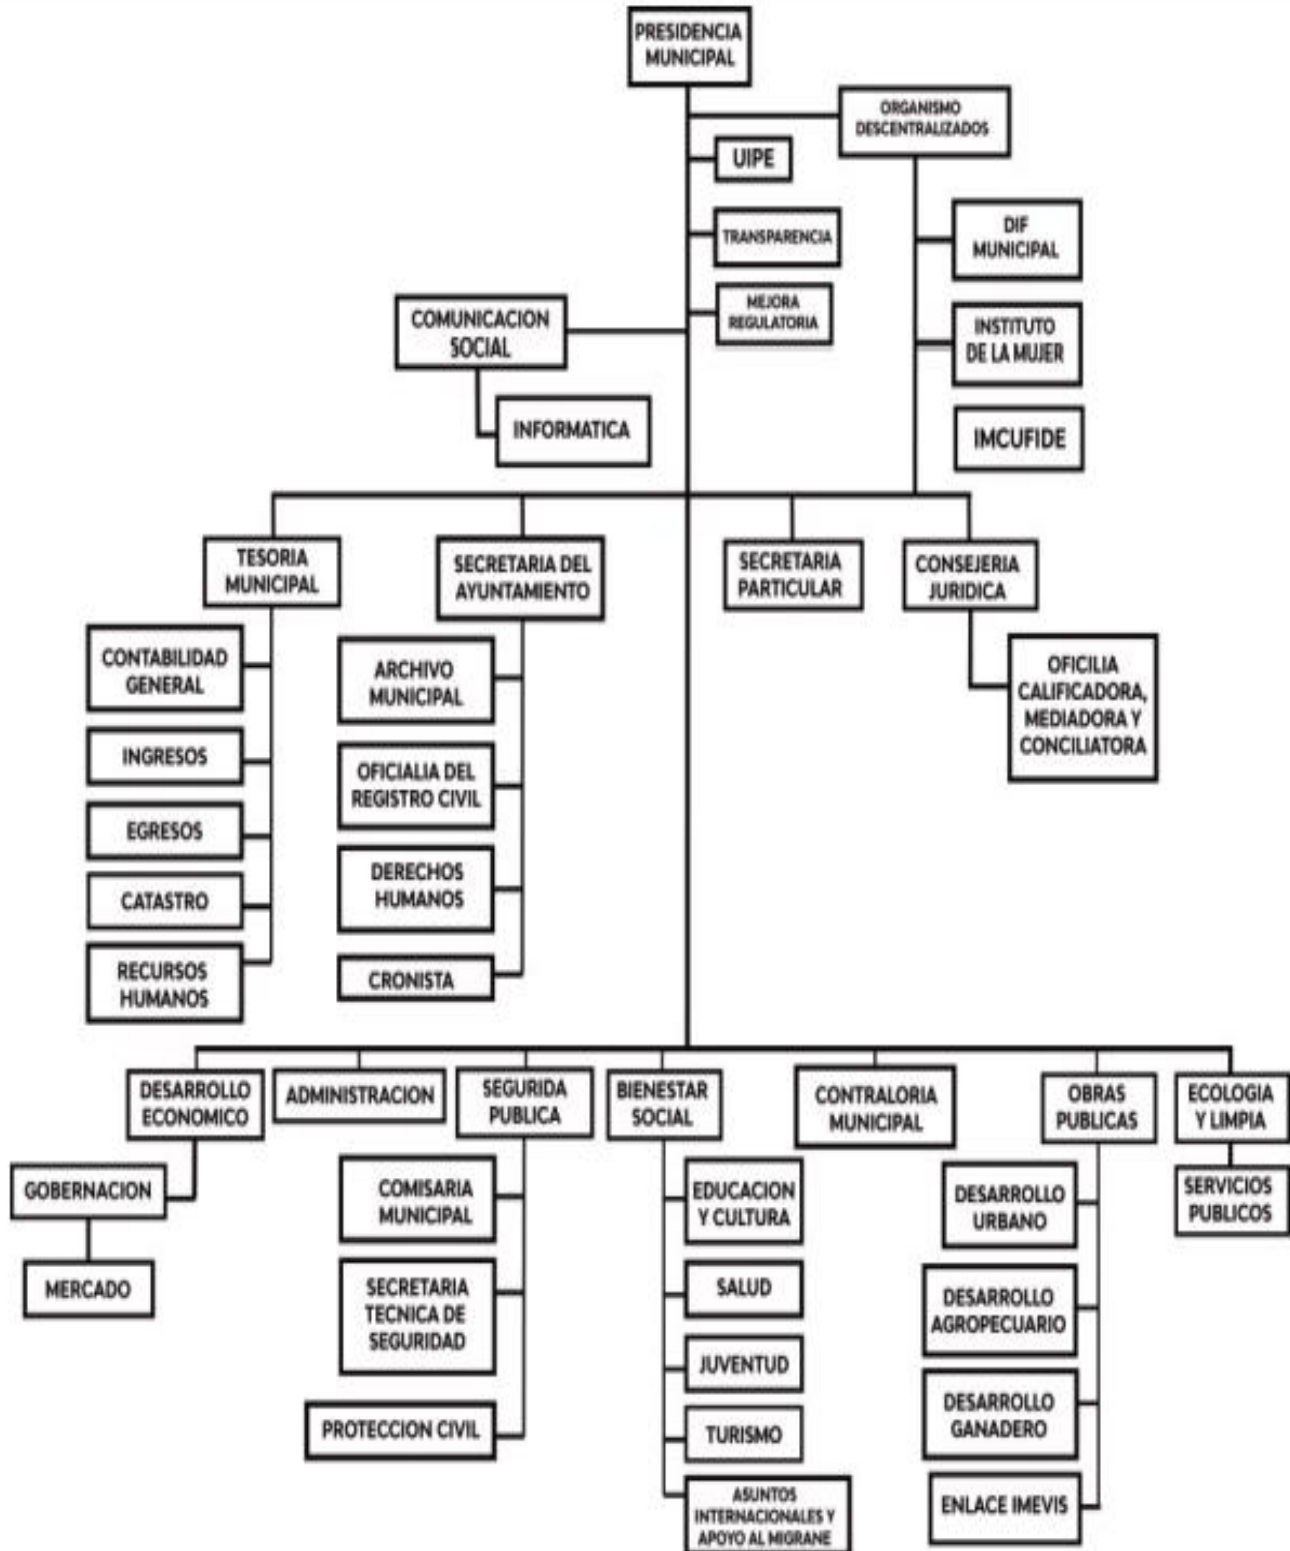 PRESIDENCIA
MUNICIPAL
ORGANISMO
DESCENTRALIZADOS
UIPE
TRANSPARENCIA
MEJORA
REGULATORIA
DIF
MUNICIPAL
INSTITUTO
DE LA MUJER
IMCUFIDE
COMUNICACION
SOCIAL
INFORMATICA
TESORIA
MUNICIPAL
SECRETARIA DEL
AYUNTAMIENTO
SECRETARIA
PARTICULAR
CONSEJERIA
JURIDICA
CONTABILIDAD
GENERAL
INGRESOS
EGRESOS
CATASTRO
RECURSOS
HUMANOS
ARCHIVO
MUNICIPAL
OFICIALIA DEL
REGISTRO CIVIL
DERECHOS
HUMANOS
CRONISTA
OFICILIA
CALIFICADORA,
MEDIADORA Y
CONCILIATORA
DESARROLLO
ECONOMICO
ADMINISTRACION
SEGURIDA
PUBLICA
BIENESTAR
SOCIAL
CONTRALORIA
MUNICIPAL
OBRAS
PUBLICAS
ECOLOGIA
Y LIMPIA
GOBERNACION
MERCADO
COMISARIA
MUNICIPAL
SECRETARIA
TECNICA DE
SEGURIDAD
PROTECCION CIVIL
EDUCACION
Y CULTURA
SALUD
JUVENTUD
TURISMO
ASUNTOS
INTERNACIONALES Y
APOYO AL MIGRANE
DESARROLLO
URBANO
DESARROLLO
AGROPECUARIO
DESARROLLO
GANADERO
ENLACE IMEVIS
SERVICIOS
PUBLICOS